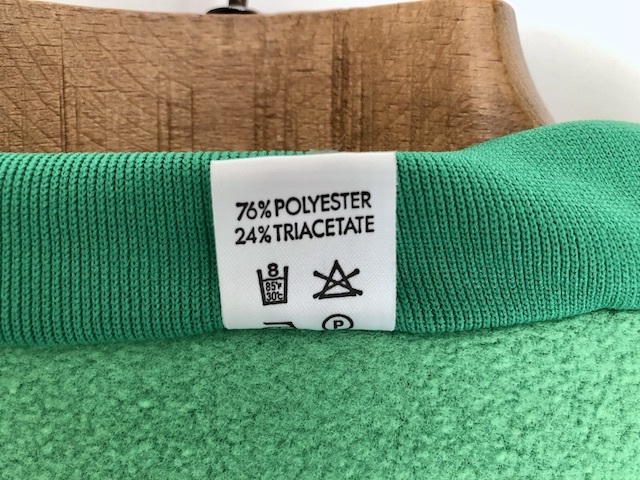 76% POLYESTER
24% TRIACETATE
8
85°F
30°C
P